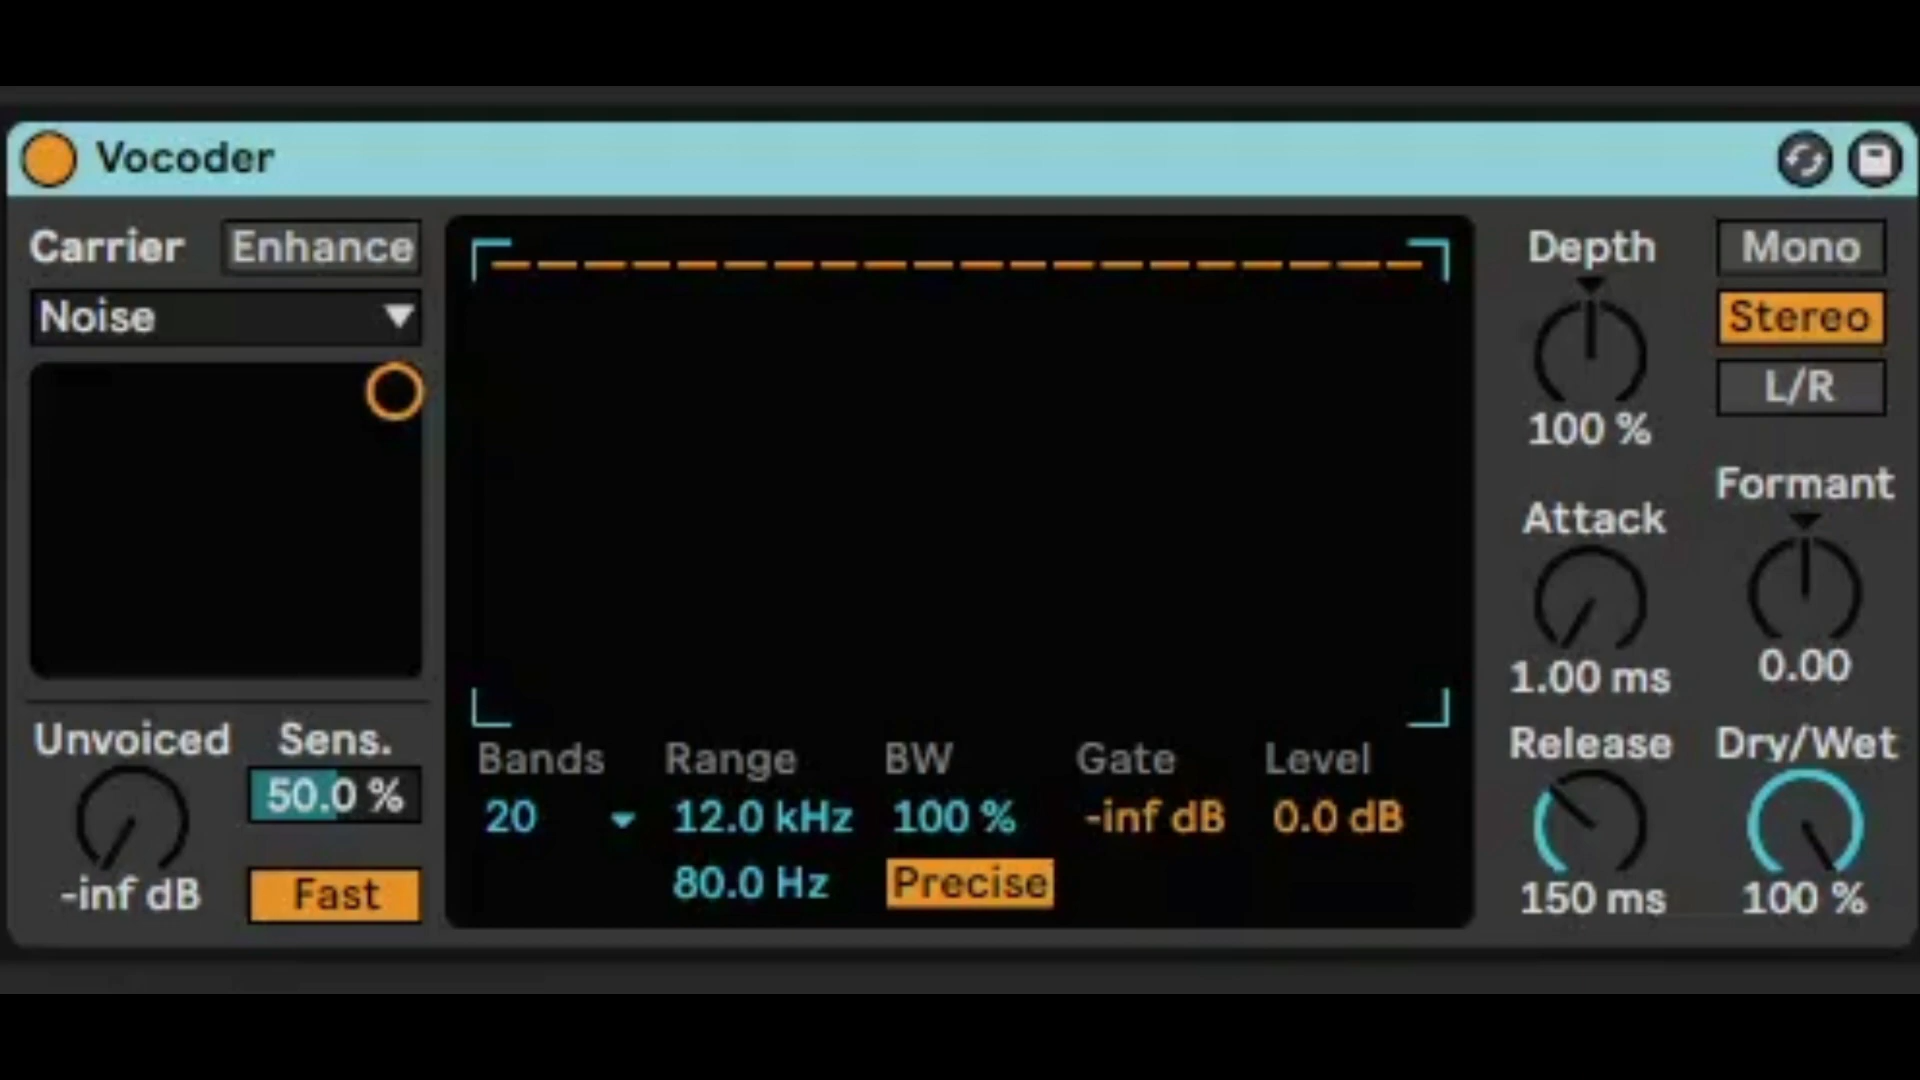 Vocoder
Carrier Enhance
Noise
Unvoiced Sens.
50.0 %
-inf dB
Fast
Bands Range BW Gate Level
20 12.0 kHz 100 % -inf dB 0.0 dB
80.0 Hz Precise
Depth
100 %
Attack
1.00 ms
Release
150 ms
Mono
Stereo
L/R
Formant
0.00
Dry/Wet
100 %